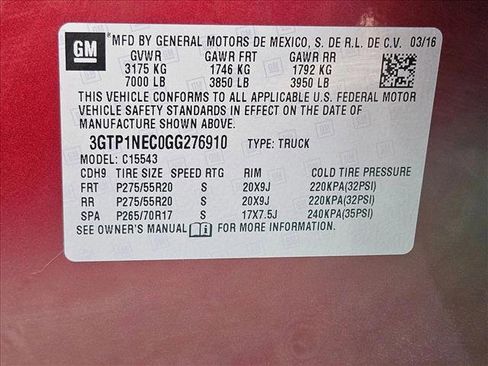 GM MFD BY GENERAL MOTORS DE MEXICO, S. DE R.L. DE C.V. 03/16
GVWR GAWR FRT GAWR RR
3175 KG 1746 KG 1792 KG
7000 LB 3850 LB 3950 LB
THIS VEHICLE CONFORMS TO ALL APPLICABLE U.S. FEDERAL MOTOR
VEHICLE SAFETY STANDARDS IN EFFECT ON THE DATE OF
MANUFACTURE SHOWN ABOVE.
3GTP1NEC0GG276910 TYPE: TRUCK
MODEL: C15543
CDH9 TIRE SIZE SPEED RTG RIM COLD TIRE PRESSURE
FRT P275/55R20 S 20X9J 220KPA(32PSI)
RR P275/55R20 S 20X9J 220KPA(32PSI)
SPA P265/70R17 S 17X7.5J 240KPA(35PSI)
SEE OWNER'S MANUAL FOR MORE INFORMATION.